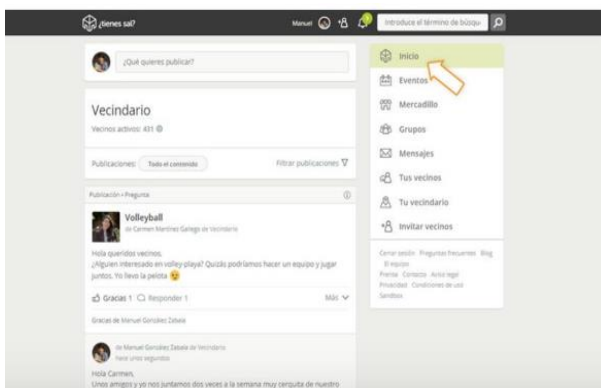 ¿tienes sal?
Manuel
Introduce el término de búsqu
¿Qué quieres publicar?
Vecindario
Vecinos activos: 431
Publicaciones: Todo el contenido
Filtrar publicaciones
Publicación • Pregunta
Volleyball
de Carmen Martínez Gallego de Vecindario
Hola queridos vecinos,
¿Alguien interesado en volley-playa? Quizás podríamos hacer un equipo y jugar
juntos. Yo llevo la pelota
Gracias 1 Responder 1
Más
Gracias de Manuel González Zabala
de Manuel González Zabala de Vecindario
hace unos segundos
Hola Carmen,
Unos amigos y yo nos juntamos dos veces a la semana muy cerquita de nuestro
Inicio
Eventos
Mercadillo
Grupos
Mensajes
Tus vecinos
Tu vecindario
Invitar vecinos
Cerrar sesión Preguntas frecuentes Blog
El equipo
Prensa Contacto Aviso legal
Privacidad Condiciones de uso
Sandbox